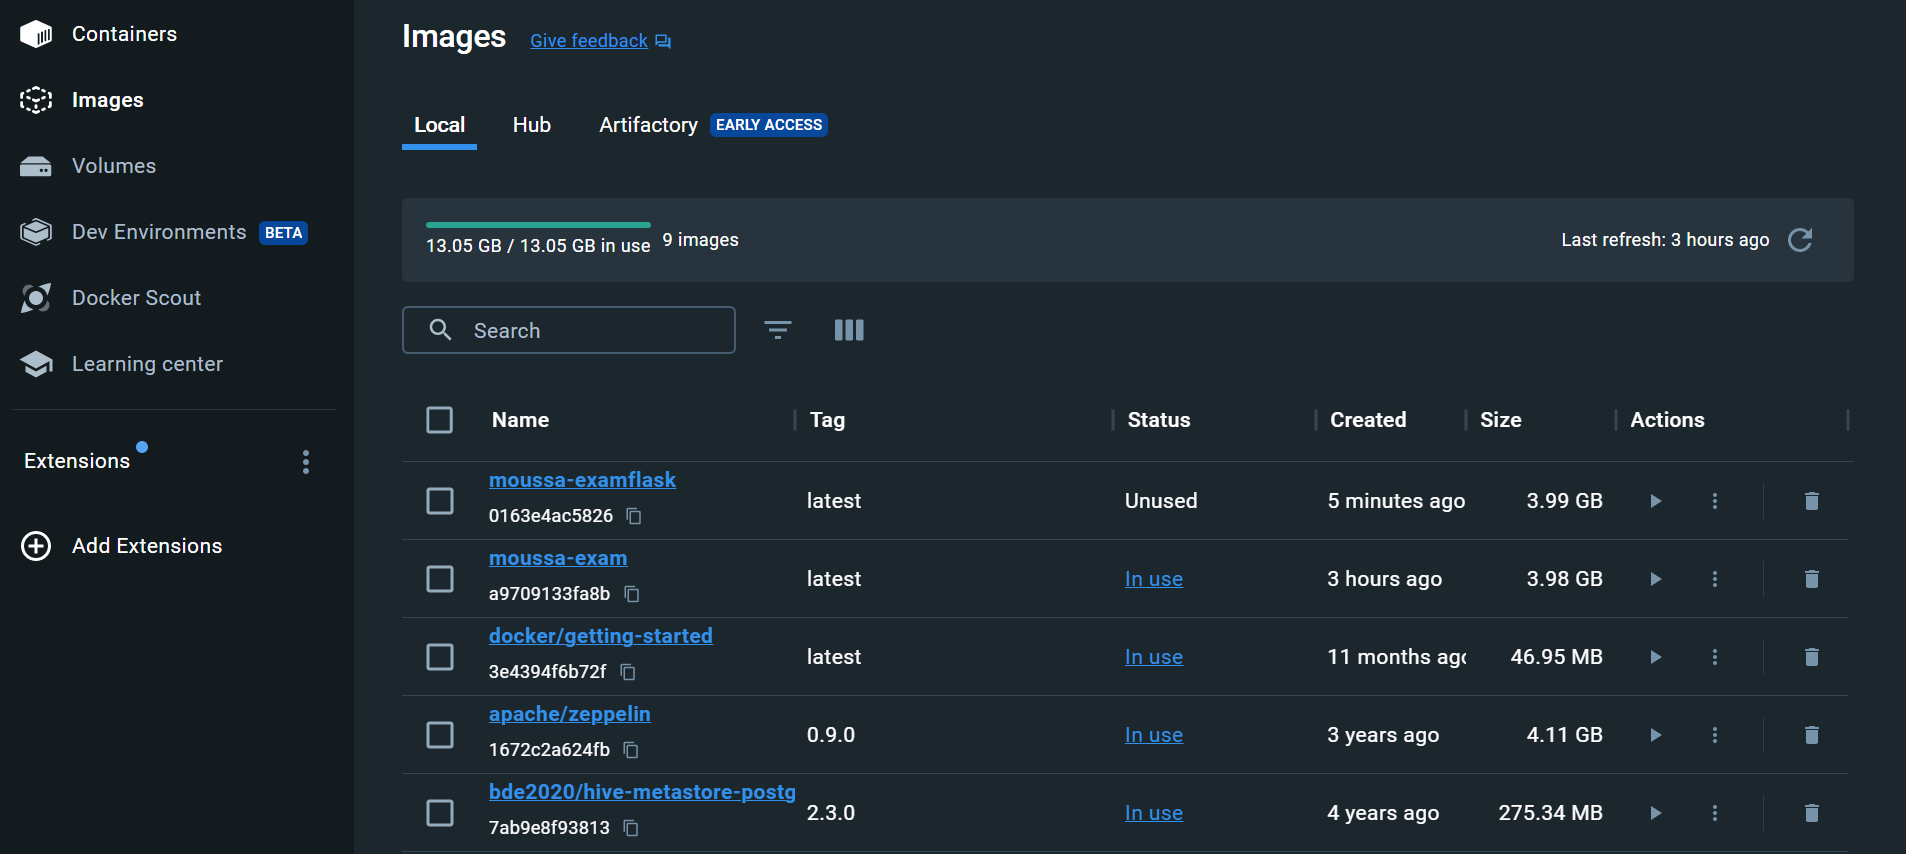 Containers
Images
Volumes
Dev Environments BETA
Docker Scout
Learning center
Extensions
Add Extensions
Images Give feedback
Local Hub Artifactory EARLY ACCESS
13.05 GB / 13.05 GB in use 9 images Last refresh: 3 hours ago
Search
Name Tag Status Created Size Actions
moussa-examflask
0163e4ac5826 latest Unused 5 minutes ago 3.99 GB
moussa-exam
a9709133fa8b latest In use 3 hours ago 3.98 GB
docker/getting-started
3e4394f6b72f latest In use 11 months ago 46.95 MB
apache/zeppelin
1672c2a624fb 0.9.0 In use 3 years ago 4.11 GB
bde2020/hive-metastore-postg
7ab9e8f93813 2.3.0 In use 4 years ago 275.34 MB